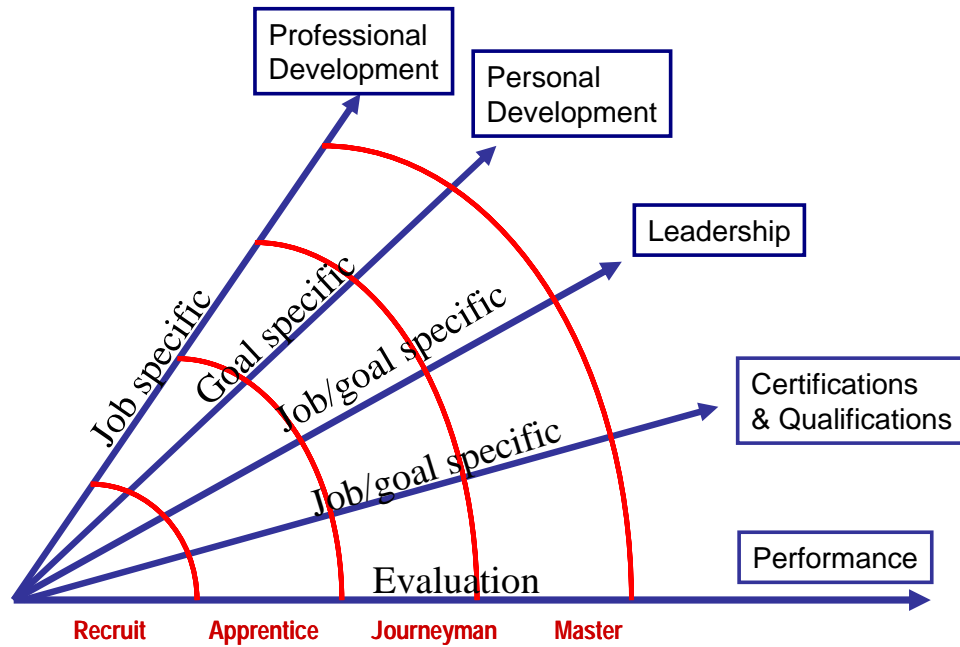 Professional
Development
Personal
Development
Leadership
Certifications
& Qualifications
Performance
Job specific
Goal specific
Job/goal specific
Job/goal specific
Evaluation
Recruit
Apprentice
Journeyman
Master